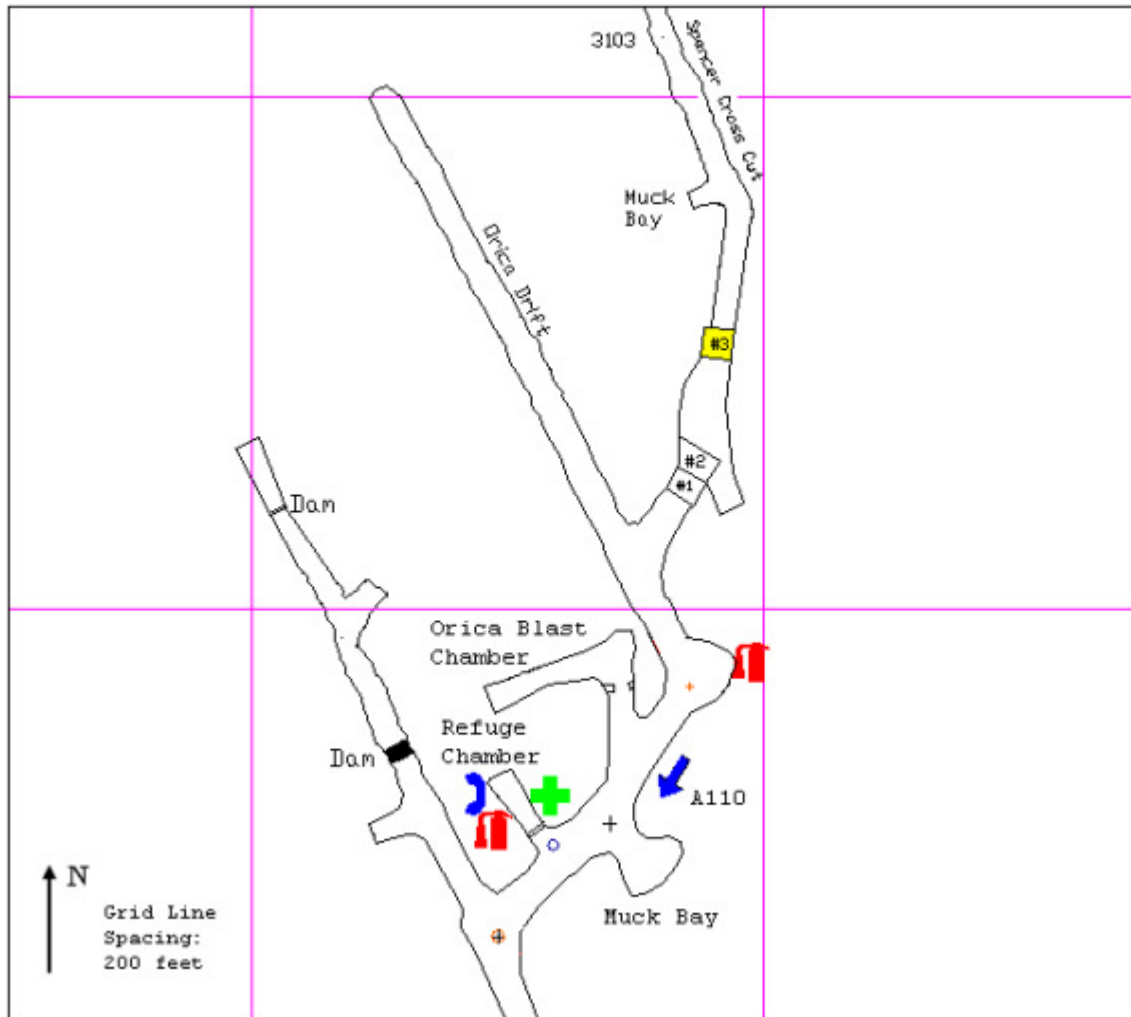 3103
Spencer Cross Cut
Muck
Bay
Orica Drift
#3
#2
#1
Dam
Orica Blast
Chamber
Refuge
Chamber
Dam
A110
N
Grid Line
Spacing:
200 feet
Muck Bay